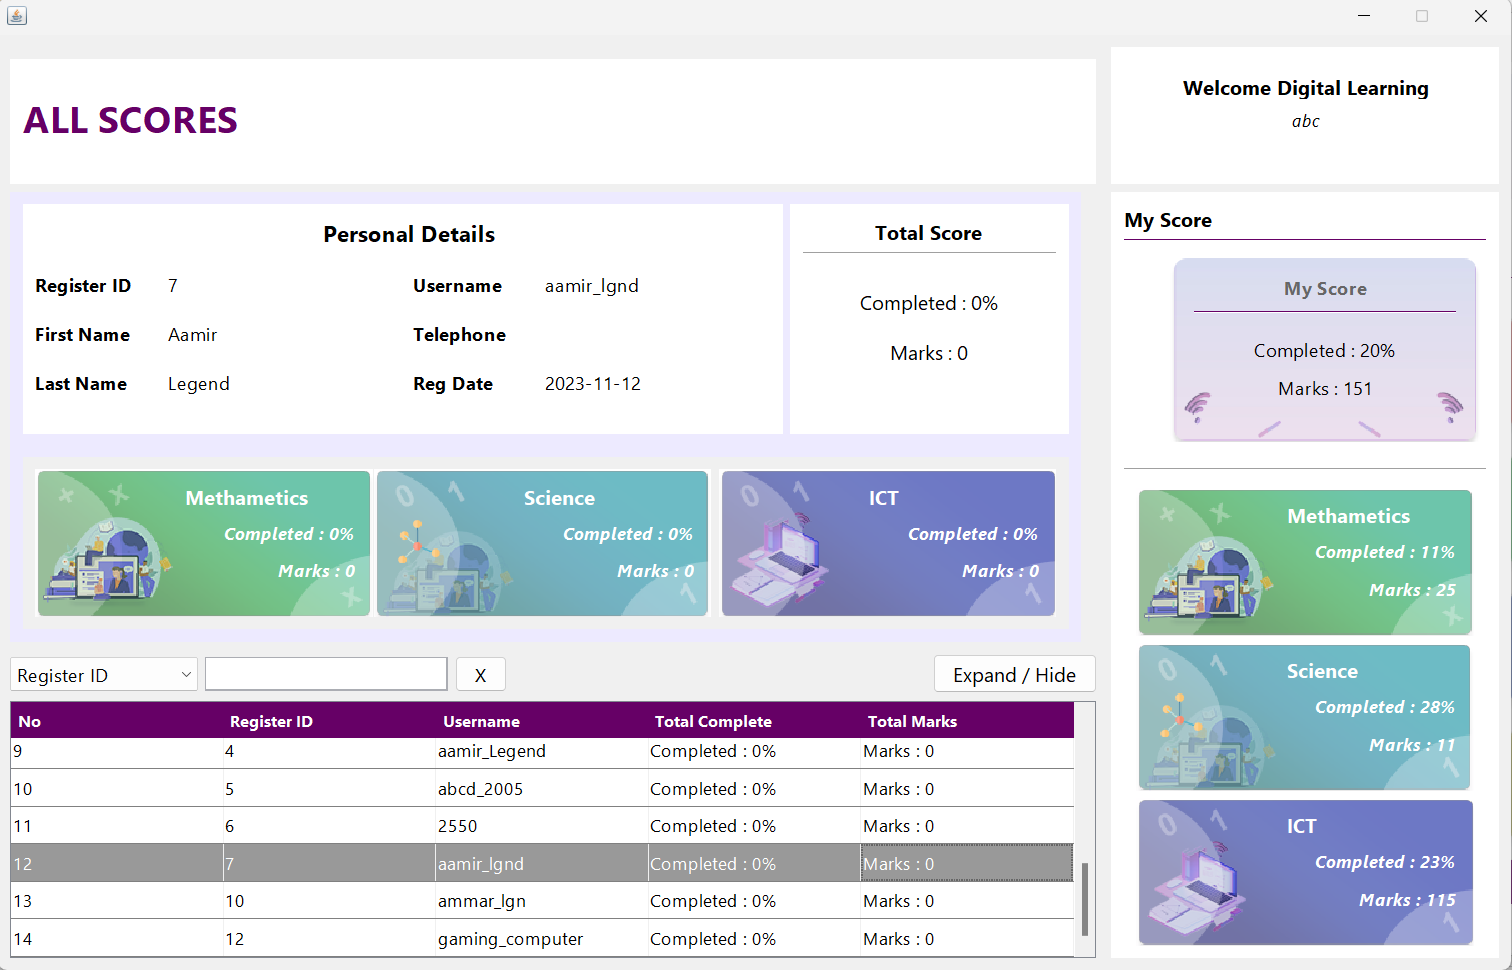 ALL SCORES
Welcome Digital Learning
abc
Personal Details
Register ID 7 Username aamir_lgnd
First Name Aamir Telephone
Last Name Legend Reg Date 2023-11-12
Total Score
Completed : 0%
Marks : 0
Methametics
Completed : 0%
Marks : 0
Science
Completed : 0%
Marks : 0
ICT
Completed : 0%
Marks : 0
Register ID X Expand / Hide
No Register ID Username Total Complete Total Marks
9 4 aamir_Legend Completed : 0% Marks : 0
10 5 abcd_2005 Completed : 0% Marks : 0
11 6 2550 Completed : 0% Marks : 0
12 7 aamir_lgnd Completed : 0% Marks : 0
13 10 ammar_lgn Completed : 0% Marks : 0
14 12 gaming_computer Completed : 0% Marks : 0
My Score
My Score
Completed : 20%
Marks : 151
Methametics
Completed : 11%
Marks : 25
Science
Completed : 28%
Marks : 11
ICT
Completed : 23%
Marks : 115